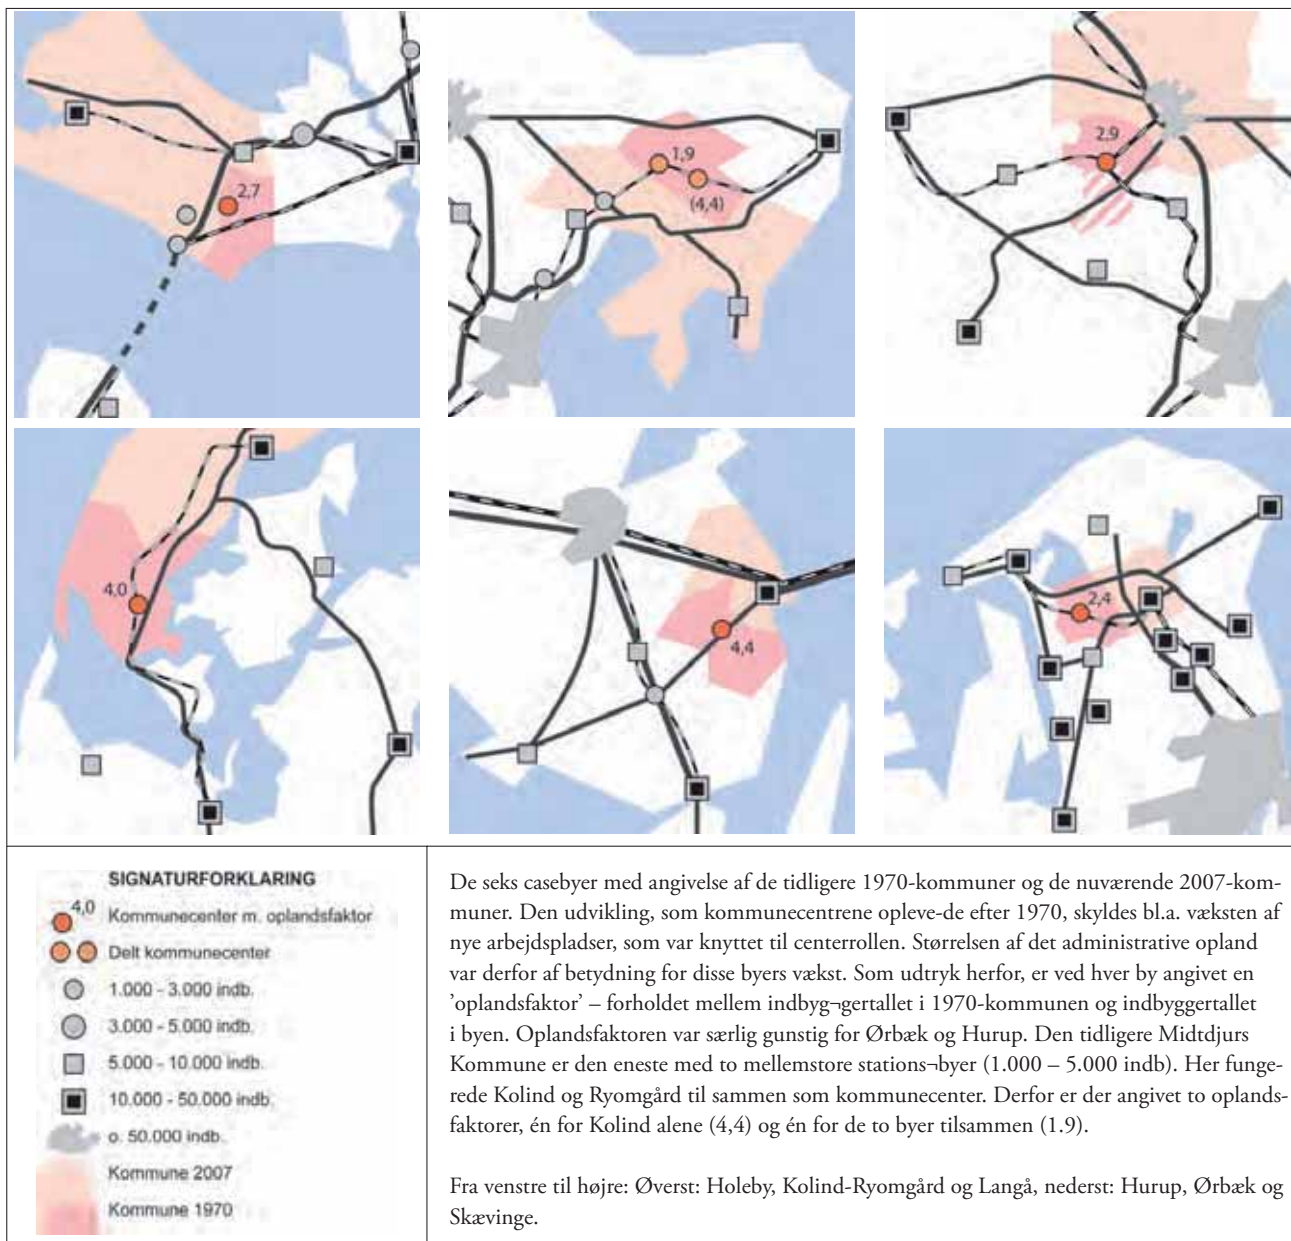 2,7
1,9
(4,4)
2,9
4,0
4,4
2,4
SIGNATURFORKLARING
4,0
Kommunecenter m. oplandsfaktor
Delt kommunecenter
1.000 - 3.000 indb.
3.000 - 5.000 indb.
5.000 - 10.000 indb.
10.000 - 50.000 indb.
o. 50.000 indb.
Kommune 2007
Kommune 1970
De seks casebyer med angivelse af de tidligere 1970-kommuner og de nuværende 2007-kom-
muner. Den udvikling, som kommunecentrene opleve-de efter 1970, skyldes bl.a. væksten af
nye arbejdspladser, som var knyttet til centerrollen. Størrelsen af det administrative opland
var derfor af betydning for disse byers vækst. Som udtryk herfor, er ved hver by angivet en
’oplandsfaktor’ – forholdet mellem indbyg¬gertallet i 1970-kommunen og indbyggertallet
i byen. Oplandsfaktoren var særlig gunstig for Ørbæk og Hurup. Den tidligere Midtdjurs
Kommune er den eneste med to mellemstore stations¬byer (1.000 – 5.000 indb). Her funge-
rede Kolind og Ryomgård til sammen som kommunecenter. Derfor er der angivet to oplands-
faktorer, én for Kolind alene (4,4) og én for de to byer tilsammen (1.9).
Fra venstre til højre: Øverst: Holeby, Kolind-Ryomgård og Langå, nederst: Hurup, Ørbæk og
Skævinge.